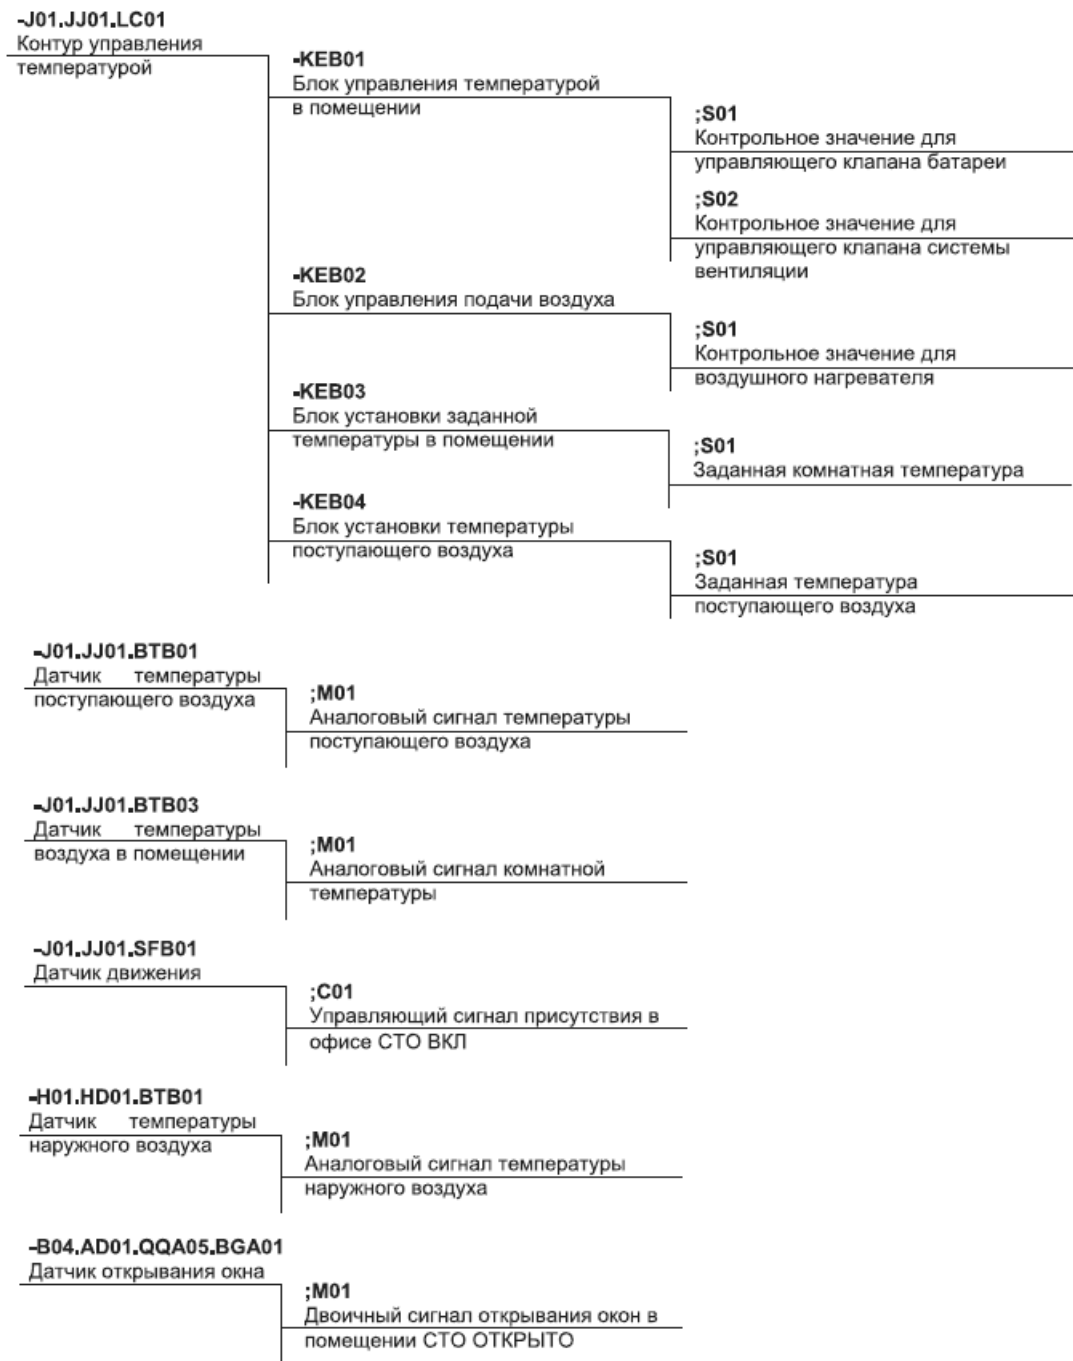 -J01.JJ01.LC01
Контур управления
температурой
-KEB01
Блок управления температурой
в помещении
;S01
Контрольное значение для
управляющего клапана батареи
;S02
Контрольное значение для
управляющего клапана системы
вентиляции
-KEB02
Блок управления подачи воздуха
;S01
Контрольное значение для
воздушного нагревателя
-KEB03
Блок установки заданной
температуры в помещении
;S01
Заданная комнатная температура
-KEB04
Блок установки температуры
поступающего воздуха
;S01
Заданная температура
поступающего воздуха
-J01.JJ01.BTB01
Датчик температуры
поступающего воздуха
;M01
Аналоговый сигнал температуры
поступающего воздуха
-J01.JJ01.BTB03
Датчик температуры
воздуха в помещении
;M01
Аналоговый сигнал комнатной
температуры
-J01.JJ01.SFB01
Датчик движения
;C01
Управляющий сигнал присутствия в
офисе СТО ВКЛ
-H01.HD01.BTB01
Датчик температуры
наружного воздуха
;M01
Аналоговый сигнал температуры
наружного воздуха
-B04.AD01.QQA05.BGA01
Датчик открывания окна
;M01
Двоичный сигнал открывания окон в
помещении СТО ОТКРЫТО